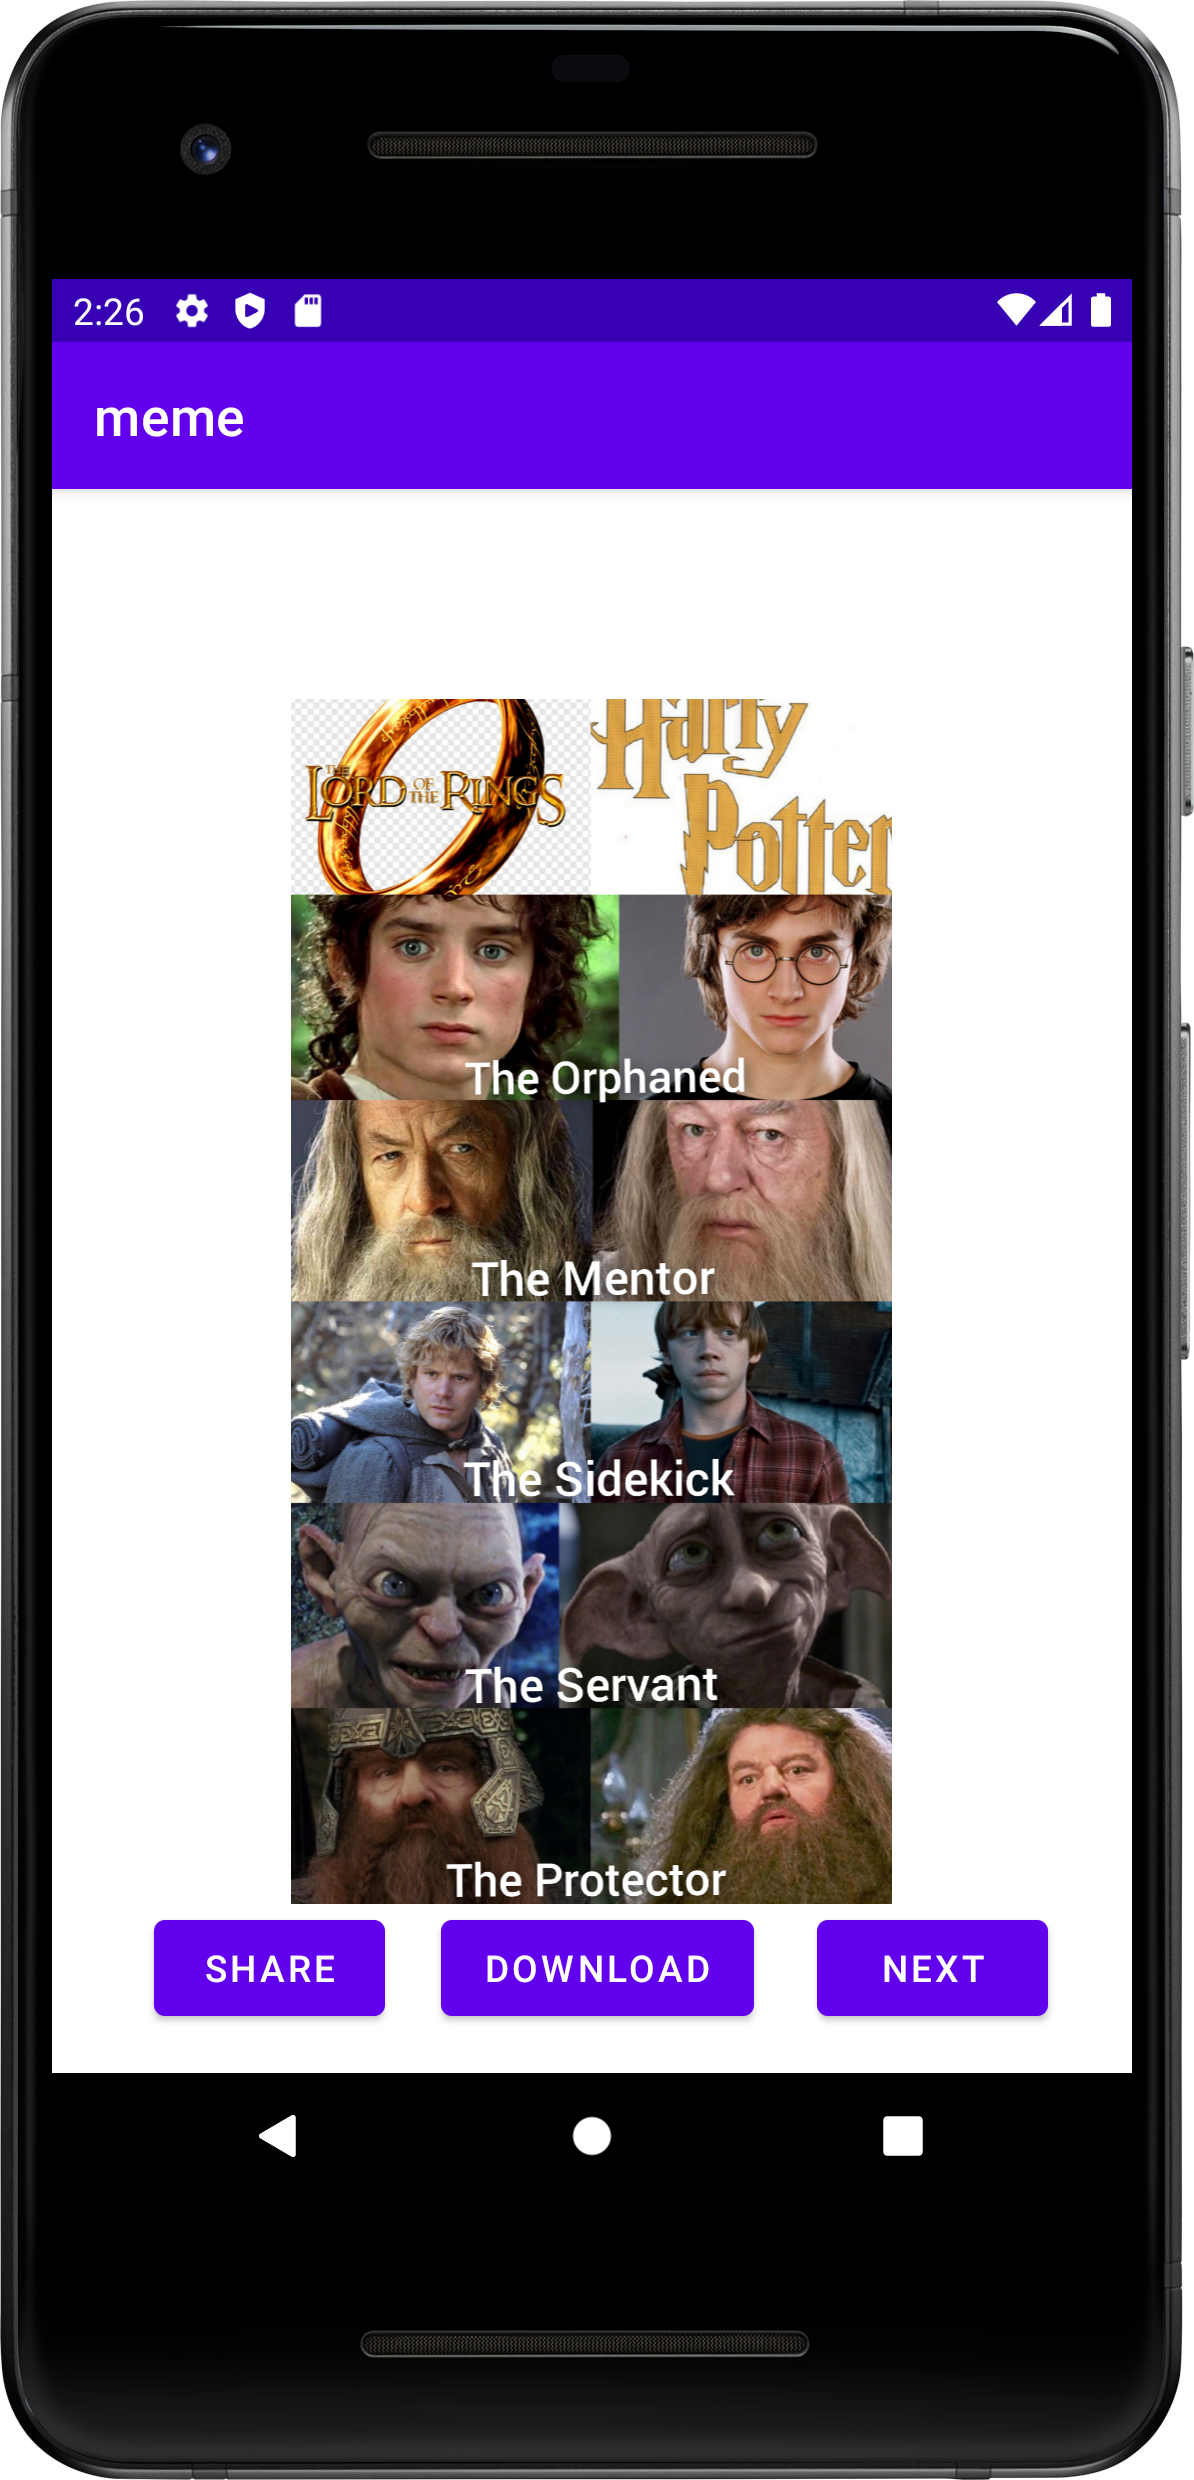 2:26
meme
THE
LORD OF THE RINGS
Harry
Potter
The Orphaned
The Mentor
The Sidekick
The Servant
The Protector
SHARE
DOWNLOAD
NEXT